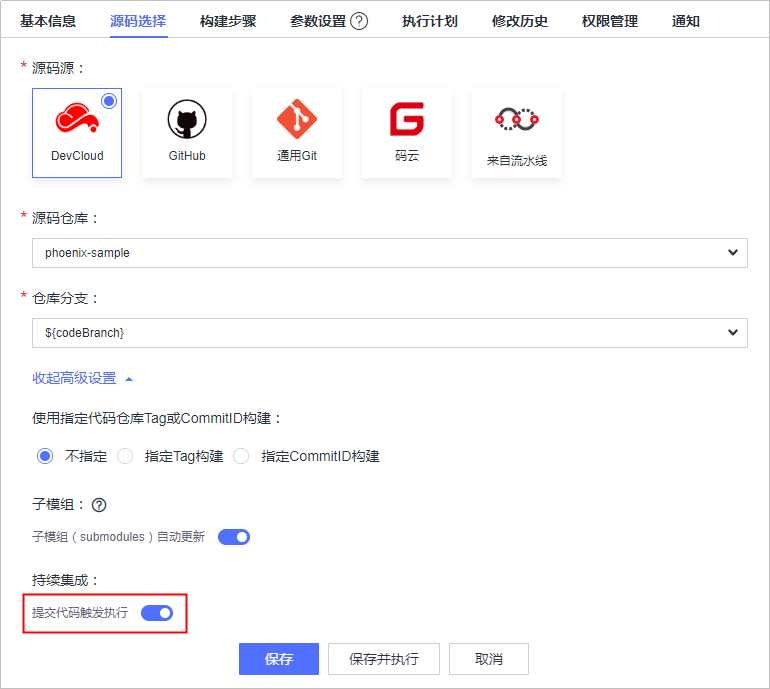 基本信息 源码选择 构建步骤 参数设置 ? 执行计划 修改历史 权限管理 通知
* 源码源：
DevCloud GitHub 通用Git 码云 来自流水线
* 源码仓库：
phoenix-sample
* 仓库分支：
${codeBranch}
收起高级设置
使用指定代码仓库Tag或CommitID构建：
不指定 指定Tag构建 指定CommitID构建
子模组： ?
子模组（submodules）自动更新
持续集成：
提交代码触发执行
保存 保存并执行 取消